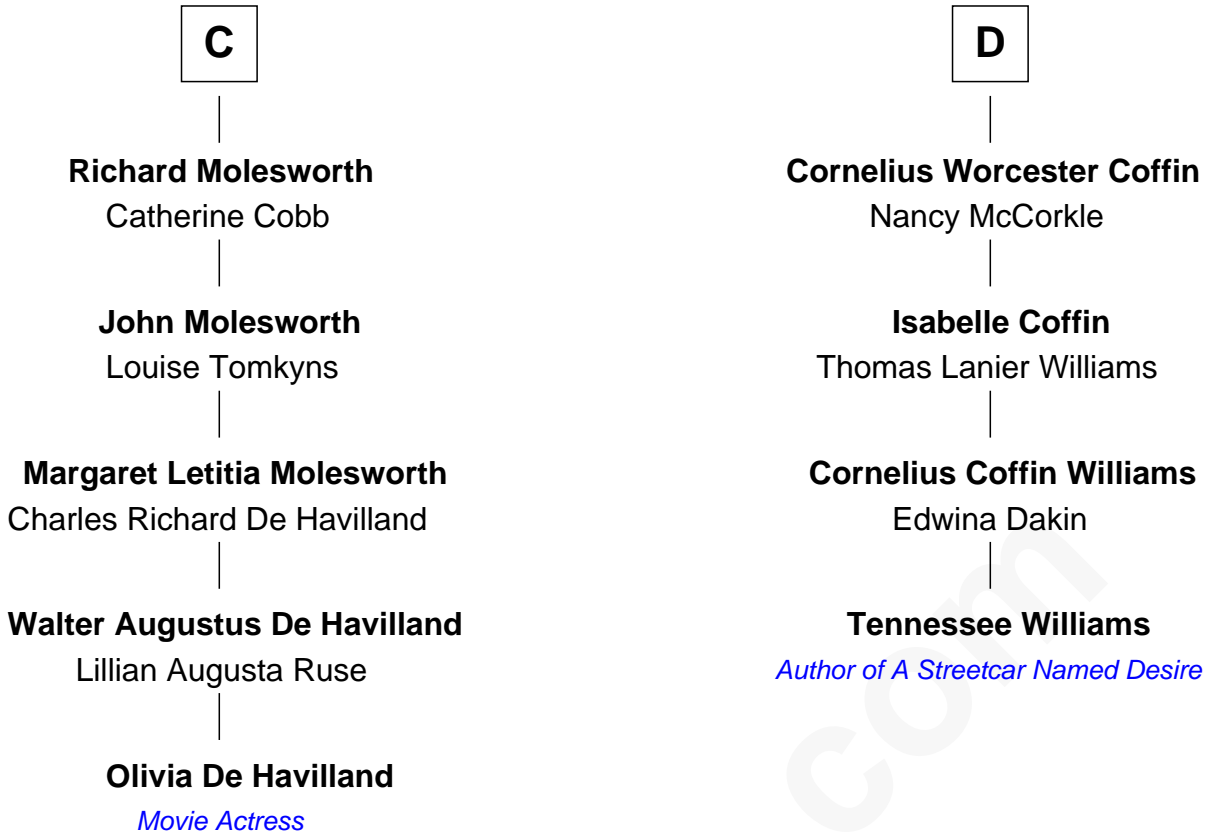 C
Richard Molesworth
Catherine Cobb
John Molesworth
Louise Tomkyns
Margaret Letitia Molesworth
Charles Richard De Havilland
Walter Augustus De Havilland
Lillian Augusta Ruse
Olivia De Havilland
Movie Actress
D
Cornelius Worcester Coffin
Nancy McCorkle
Isabelle Coffin
Thomas Lanier Williams
Cornelius Coffin Williams
Edwina Dakin
Tennessee Williams
Author of A Streetcar Named Desire
com